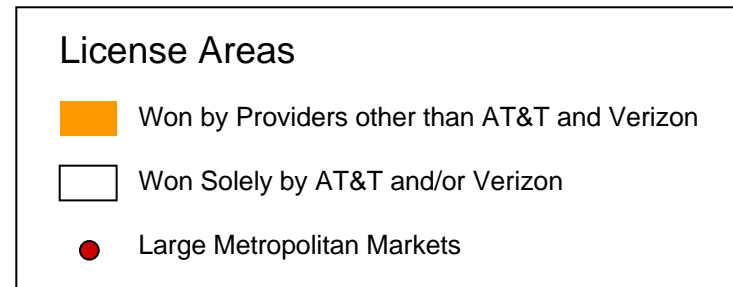 License Areas
Won by Providers other than AT&T and Verizon
Won Solely by AT&T and/or Verizon
Large Metropolitan Markets